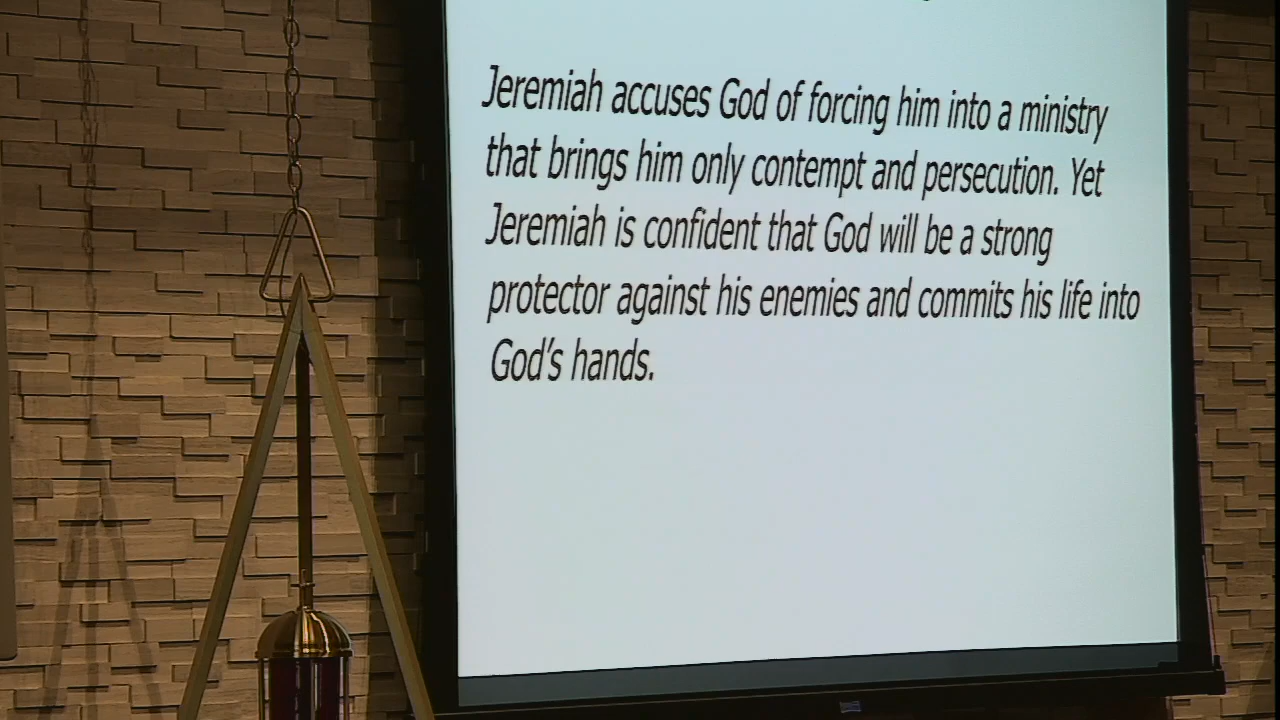 Jeremiah accuses God of forcing him into a ministry
that brings him only contempt and persecution. Yet
Jeremiah is confident that God will be a strong
protector against his enemies and commits his life into
God's hands.